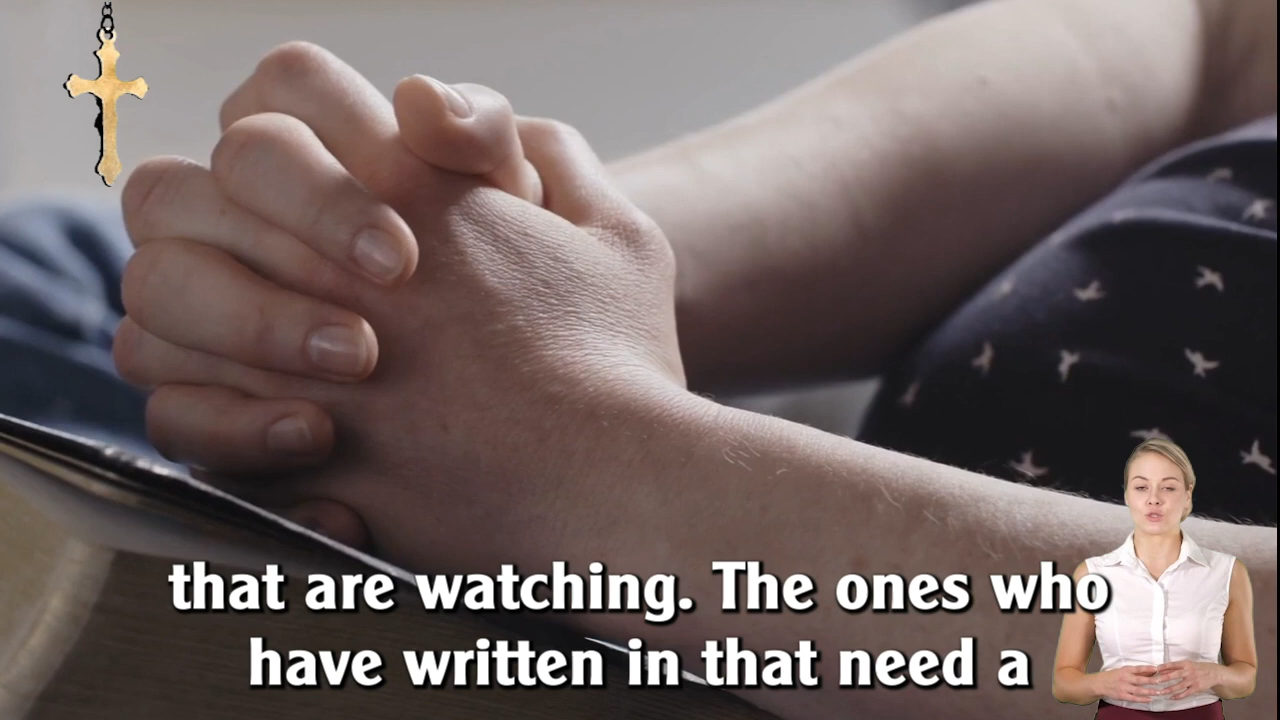 that are watching. The ones who
have written in that need a